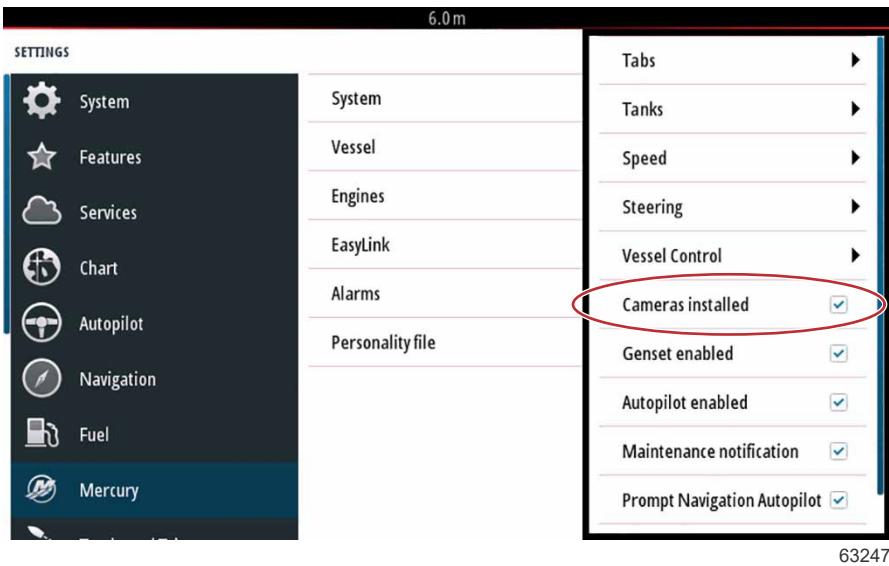 6.0 m
SETTINGS
System
Features
Services
Chart
Autopilot
Navigation
Fuel
Mercury
System
Vessel
Engines
EasyLink
Alarms
Personality file
Tabs
Tanks
Speed
Steering
Vessel Control
Cameras installed
Genset enabled
Autopilot enabled
Maintenance notification
Prompt Navigation Autopilot
63247